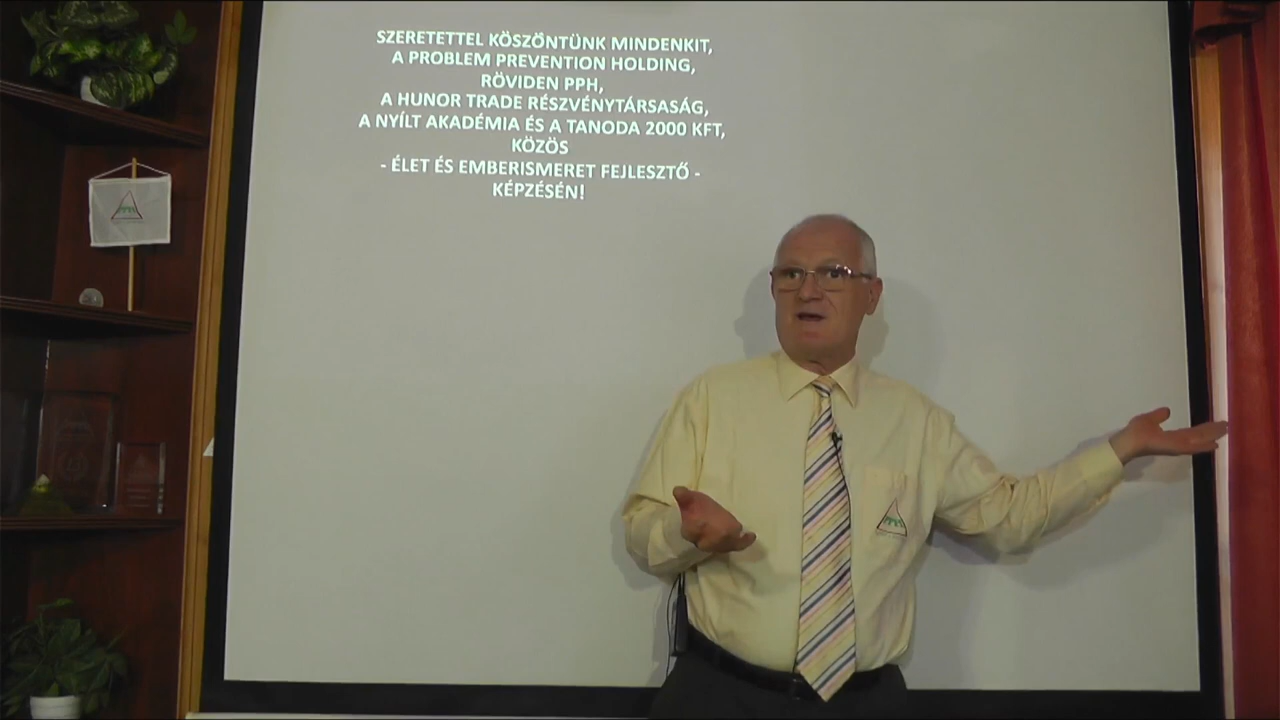 SZERETETTEL KÖSZÖNTÜNK MINDENKIT,
A PROBLEM PREVENTION HOLDING,
RÖVIDEN PPH,
A HUNOR TRADE RÉSZVÉNYTÁRSASÁG,
A NYÍLT AKADÉMIA ÉS A TANODA 2000 KFT,
KÖZÖS
- ÉLET ÉS EMBERISMERET FEJLESZTŐ -
KÉPZÉSÉN!